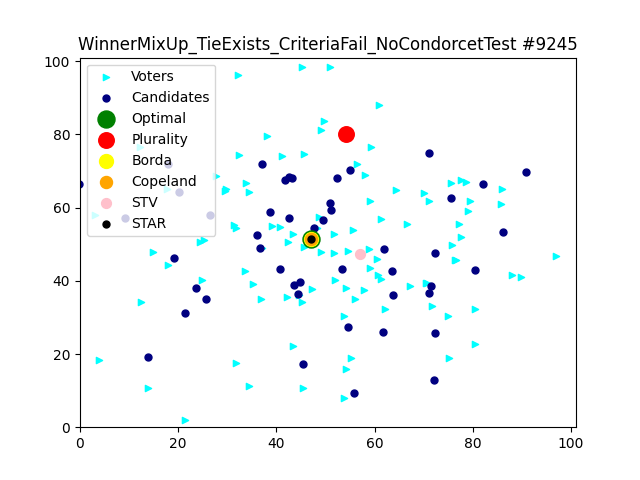 WinnerMixUp_TieExists_CriteriaFail_NoCondorcetTest #9245
100
80
60
40
20
0
Voters
Candidates
Optimal
Plurality
Borda
Copeland
STV
STAR
0 20 40 60 80 100